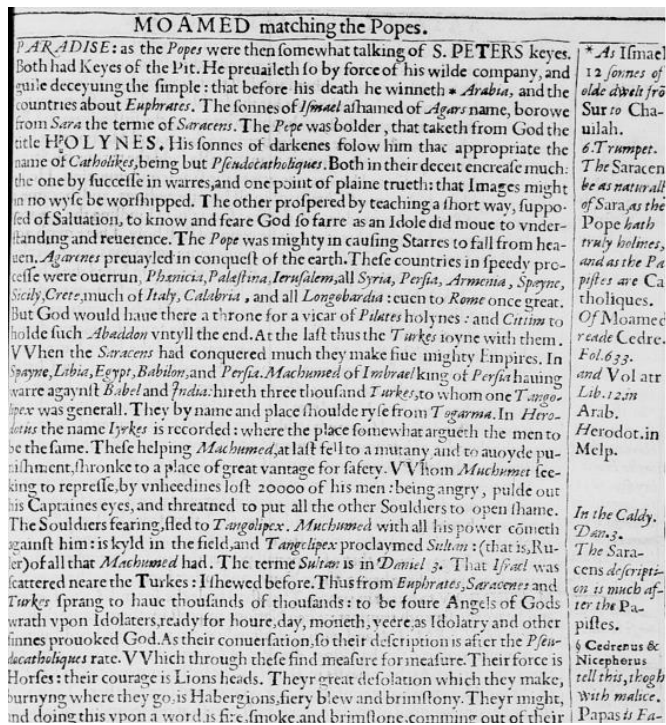 MOAMED matching the Popes.
PARADISE: as the Popes were then ſomewhat talking of S. PETERS keyes.
Both had Keyes of the Pit. He preuaileth ſo by force of his wilde company, and
guile deceyuing the ſimple: that before his death he winneth * Arabia, and the
countries about Euphrates. The ſonnes of Iſmael aſhamed of Agars name, borowe
from Sara the terme of Saracens. The Pope was bolder, that taketh from God the
title HOLYNES. His ſonnes of darkenes folow him that appropriate the
name of Catholikes, being but Pſeudocatholiques. Both in their deceit encreaſe much:
the one by ſucceſſe in warres, and one point of plaine trueth: that Images might
in no wyſe be worſhipped. The other proſpered by teaching a ſhort way, ſuppo-
ſed of Saluation, to know and feare God ſo farre as an Idole did moue to vnder-
ſtanding and reuerence. The Pope was mighty in cauſing Starres to fall from hea-
uen. Agarenes preuayled in conqueſt of the earth. Theſe countries in ſpeedy pro-
ceſſe were ouerrun, Phænicia, Palæſtina, Ieruſalem, all Syria, Perſia, Armenia, Spayne,
Sicily, Crete, much of Italy, Calabria, and all Longobardia: euen to Rome once great.
But God would haue there a throne for a vicar of Pilates holynes: and Cittim to
holde ſuch Abaddon vntyll the end. At the laſt thus the Turkes ioyne with them.
VVhen the Saracens had conquered much they make fiue mighty Empires. In
Spayne, Libia, Egypt, Babilon, and Perſia. Machumed of Imbrael king of Perſia hauing
warre agaynſt Babel and India: hireth three thouſand Turkes, to whom one Tango-
lipex was generall. They by name and place ſhoulde ryſe from Togarma. In Hero-
dotus the name Iyrkes is recorded: where the place ſomewhat argueth the men to
be the ſame. Theſe helping Machumed, at laſt fell to a mutany, and to auoyde pu-
niſhment, ſhronke to a place of great vantage for ſafety. VVhom Muchumet ſee-
king to repreſſe, by vnheedines loſt 20000 of his men: being angry, pulde out
his Captaines eyes, and threatned to put all the other Souldiers to open ſhame.
The Souldiers fearing, fled to Tangolipex. Muchumed with all his power cōmeth
againſt him: is kyld in the field, and Tangelipex proclaymed Sultan: (that is, Ru-
ler) of all that Machumed had. The terme Sultan is in Daniel 3. That Iſrael was
ſcattered neare the Turkes: I ſhewed before. Thus from Euphrates, Saracenes and
Turkes ſprang to haue thouſands of thouſands: to be foure Angels of Gods
wrath vpon Idolaters, ready for houre, day, moneth, yeere, as Idolatry and other
ſinnes prouoked God. As their conuerſation, ſo their deſcription is after the Pſeu-
docatholiques rate. VVhich through theſe find meaſure for meaſure. Their force is
Horſes: their courage is Lions heads. Theyr great deſolation which they make,
burnyng where they go, is Habergions, fiery blew and brimſtony. Theyr might,
and doing this vpon a word, is fire, ſmoke, and brimſtone, comming out of their
* As Iſmael
12 ſonnes of
olde dwelt frō
Sur to Cha-
uilah.
6. Trumpet.
The Saracen
be as naturall
of Sara, as the
Pope hath
truly holines,
and as the Pa
piſtes are Ca
tholiques.
Of Moamed
reade Cedre.
Fol. 633.
and Vol atr
Lib. 12. in
Arab.
Herodot. in
Melp.
In the Caldy.
Dan. 3.
The Sara-
cens deſcripti-
on is much af-
ter the Pa-
piſtes.
§ Cedrenus &
Nicephorus
tell this, thogh
with malice.
Papas is Fa-